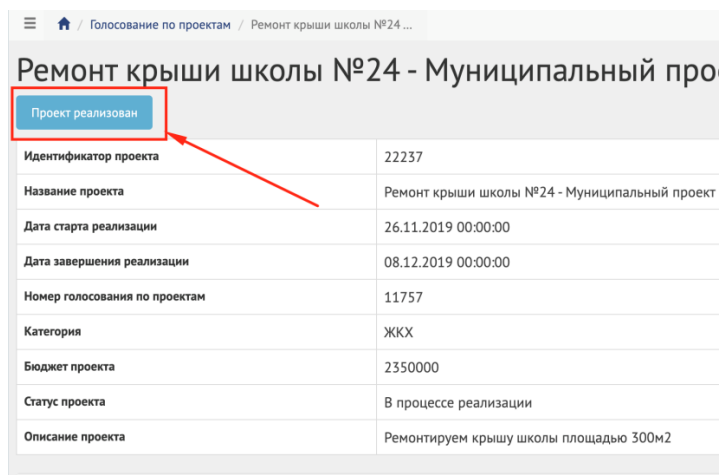 / Голосование по проектам / Ремонт крыши школы №24 ...
Ремонт крыши школы №24 - Муниципальный про
Проект реализован
Идентификатор проекта 22237
Название проекта Ремонт крыши школы №24 - Муниципальный проект
Дата старта реализации 26.11.2019 00:00:00
Дата завершения реализации 08.12.2019 00:00:00
Номер голосования по проектам 11757
Категория ЖКХ
Бюджет проекта 2350000
Статус проекта В процессе реализации
Описание проекта Ремонтируем крышу школы площадью 300м2